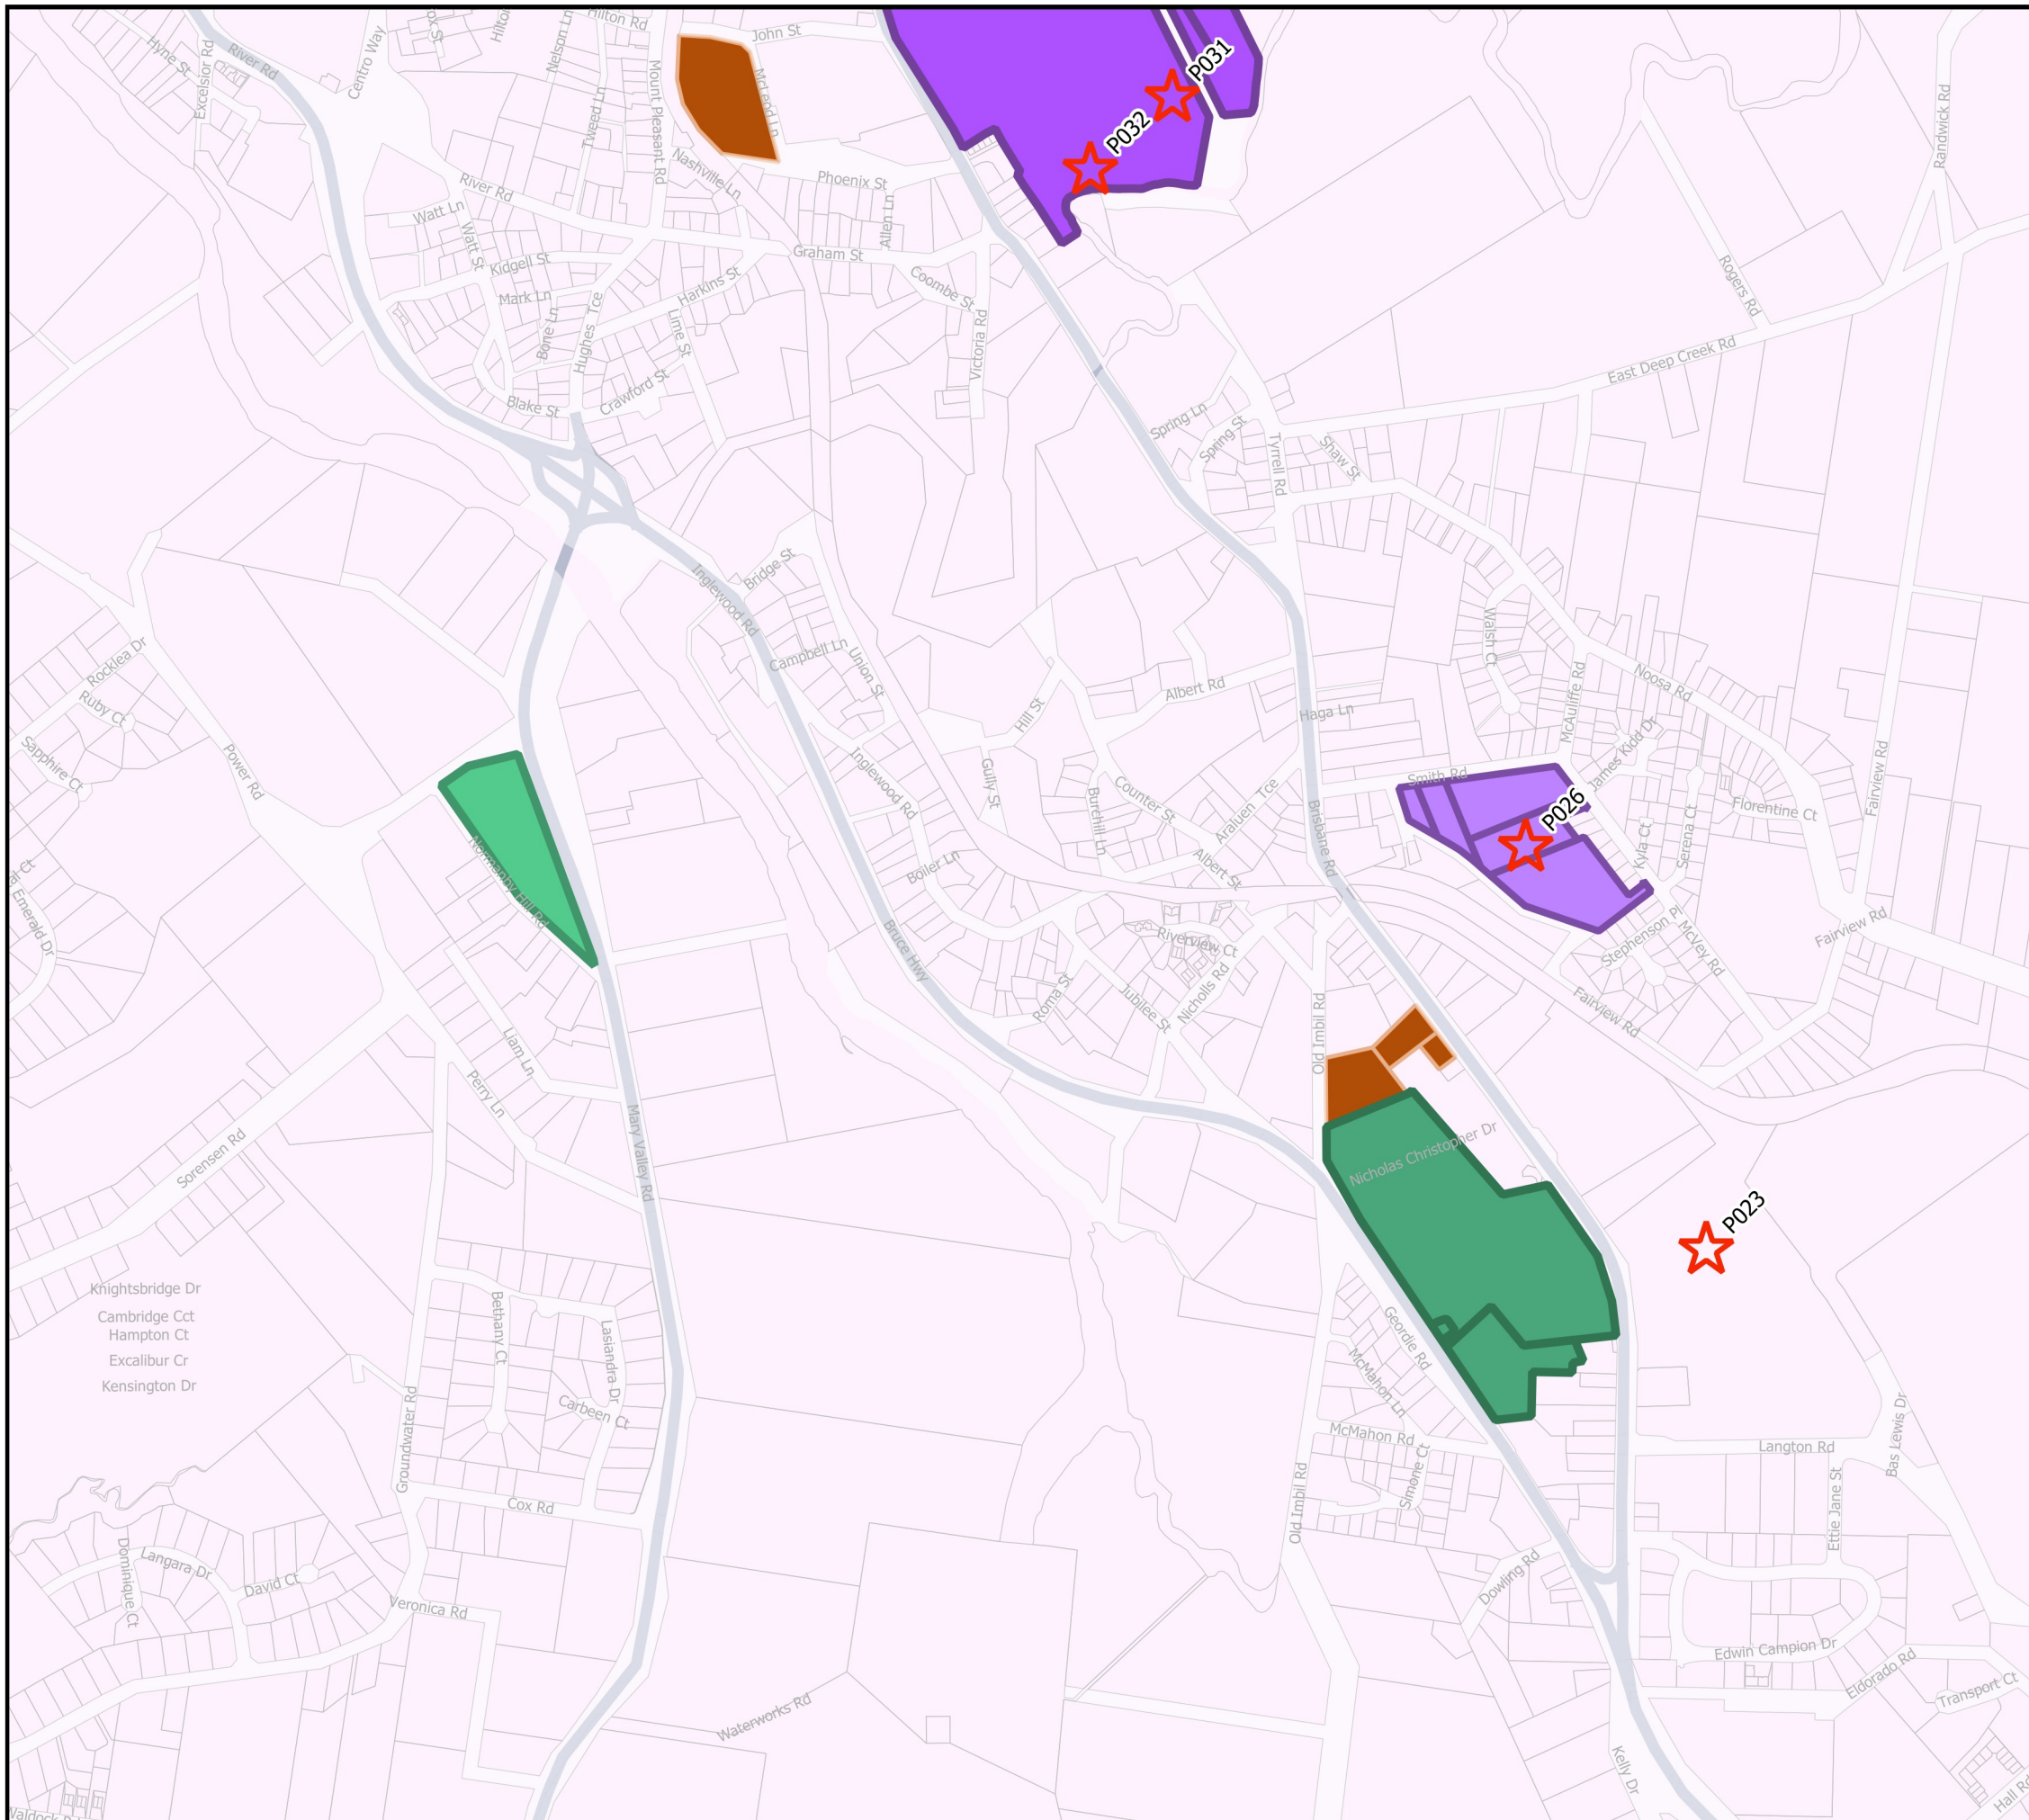 Hyne St
Excelsior Rd
River Rd
Centro Way
Nelson Ln
Hilton Rd
John St
McLeod Ln
Mount Pleasant Rd
Tweed Ln
P031
P032
Randwick Rd
Nashville Ln
River Rd
Phoenix St
Watt Ln
Watt St
Allen Ln
Kidgell St
Graham St
Mark Ln
Harkins St
Coombe St
Rogers Rd
Bone Ln
Hughes Tce
Lime St
Victoria Rd
East Deep Creek Rd
Blake St
Crawford St
Spring Ln
Spring St
Tyrrell Rd
Shaw St
Bridge St
Inglewood Rd
Campbell Ln
Union St
Walsh Ct
Rocklea Dr
Ruby Ct
Sapphire Ct
Power Rd
Albert Rd
Hill St
Haga Ln
McAuliffe Rd
Noosa Rd
James Kidd Dr
Fairview Rd
Inglewood Rd
Gully St
Counter St
Burchill Ln
Araluen Tce
Smith Rd
P026
Florentine Ct
Brisbane Rd
Kyla Ct
Serena Ct
Normanby Hill Rd
Boiler Ln
Albert St
Emerald Dr
Bruce Hwy
Riverview Ct
Stephenson Pl
McVey Rd
Fairview Rd
Roma St
Jubilee St
Nicholls Rd
Fairview Rd
Old Imbil Rd
Liam Ln
Perry Ln
Mary Valley Rd
Sorensen Rd
Nicholas Christopher Dr
P023
Knightsbridge Dr
Cambridge Cct
Hampton Ct
Excalibur Cr
Kensington Dr
Bethany Ct
Lasiandra Dr
Geordie Rd
McMahon Ln
Carbeen Ct
Groundwater Rd
McMahon Rd
Simone Ct
Langton Rd
Bas Lewis Dr
Cox Rd
Old Imbil Rd
Ettie Jane St
Dominique Ct
Langara Dr
David Ct
Veronica Rd
Dowling Rd
Edwin Campion Dr
Eldorado Rd
Transport Ct
Waterworks Rd
Kelly Dr
Hall Rd